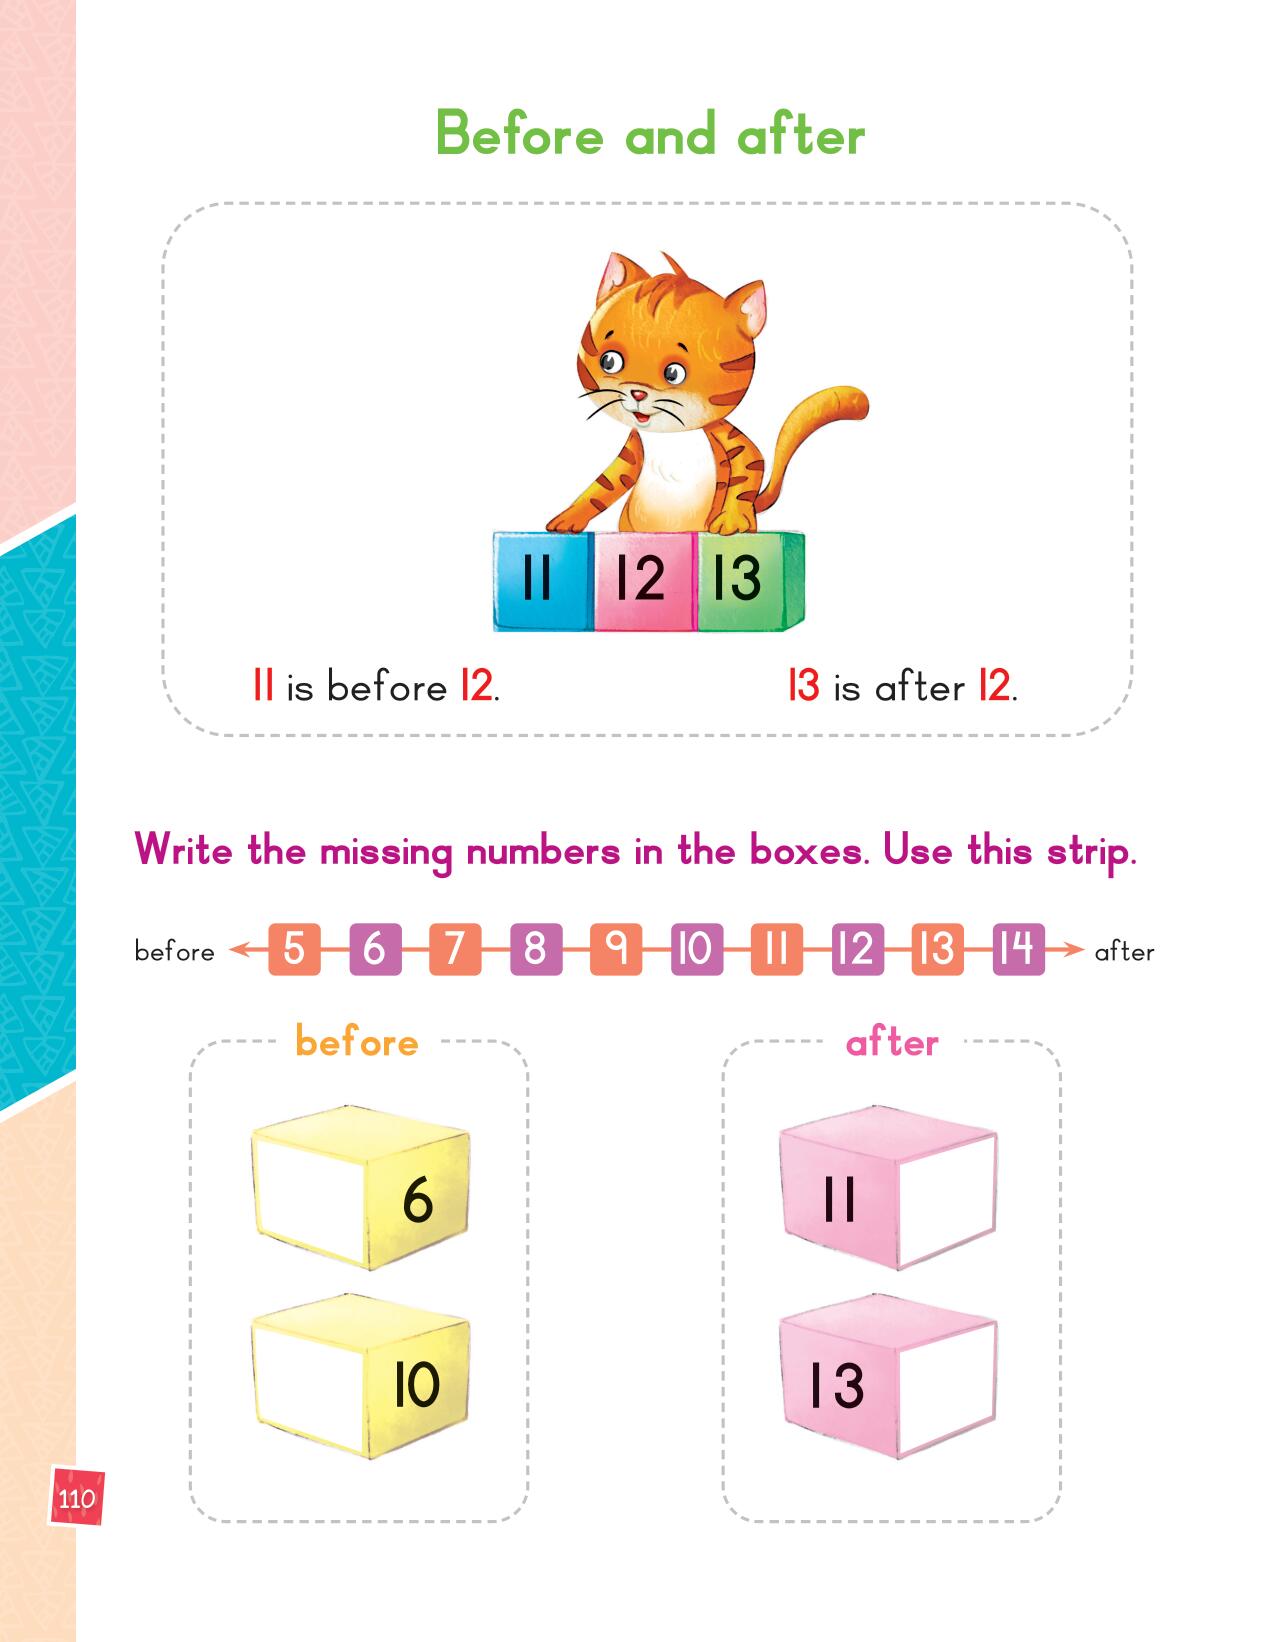 Before and after
11 12 13
11 is before 12.
13 is after 12.
Write the missing numbers in the boxes. Use this strip.
before 5 6 7 8 9 10 11 12 13 14 after
before
6
10
after
11
13
110